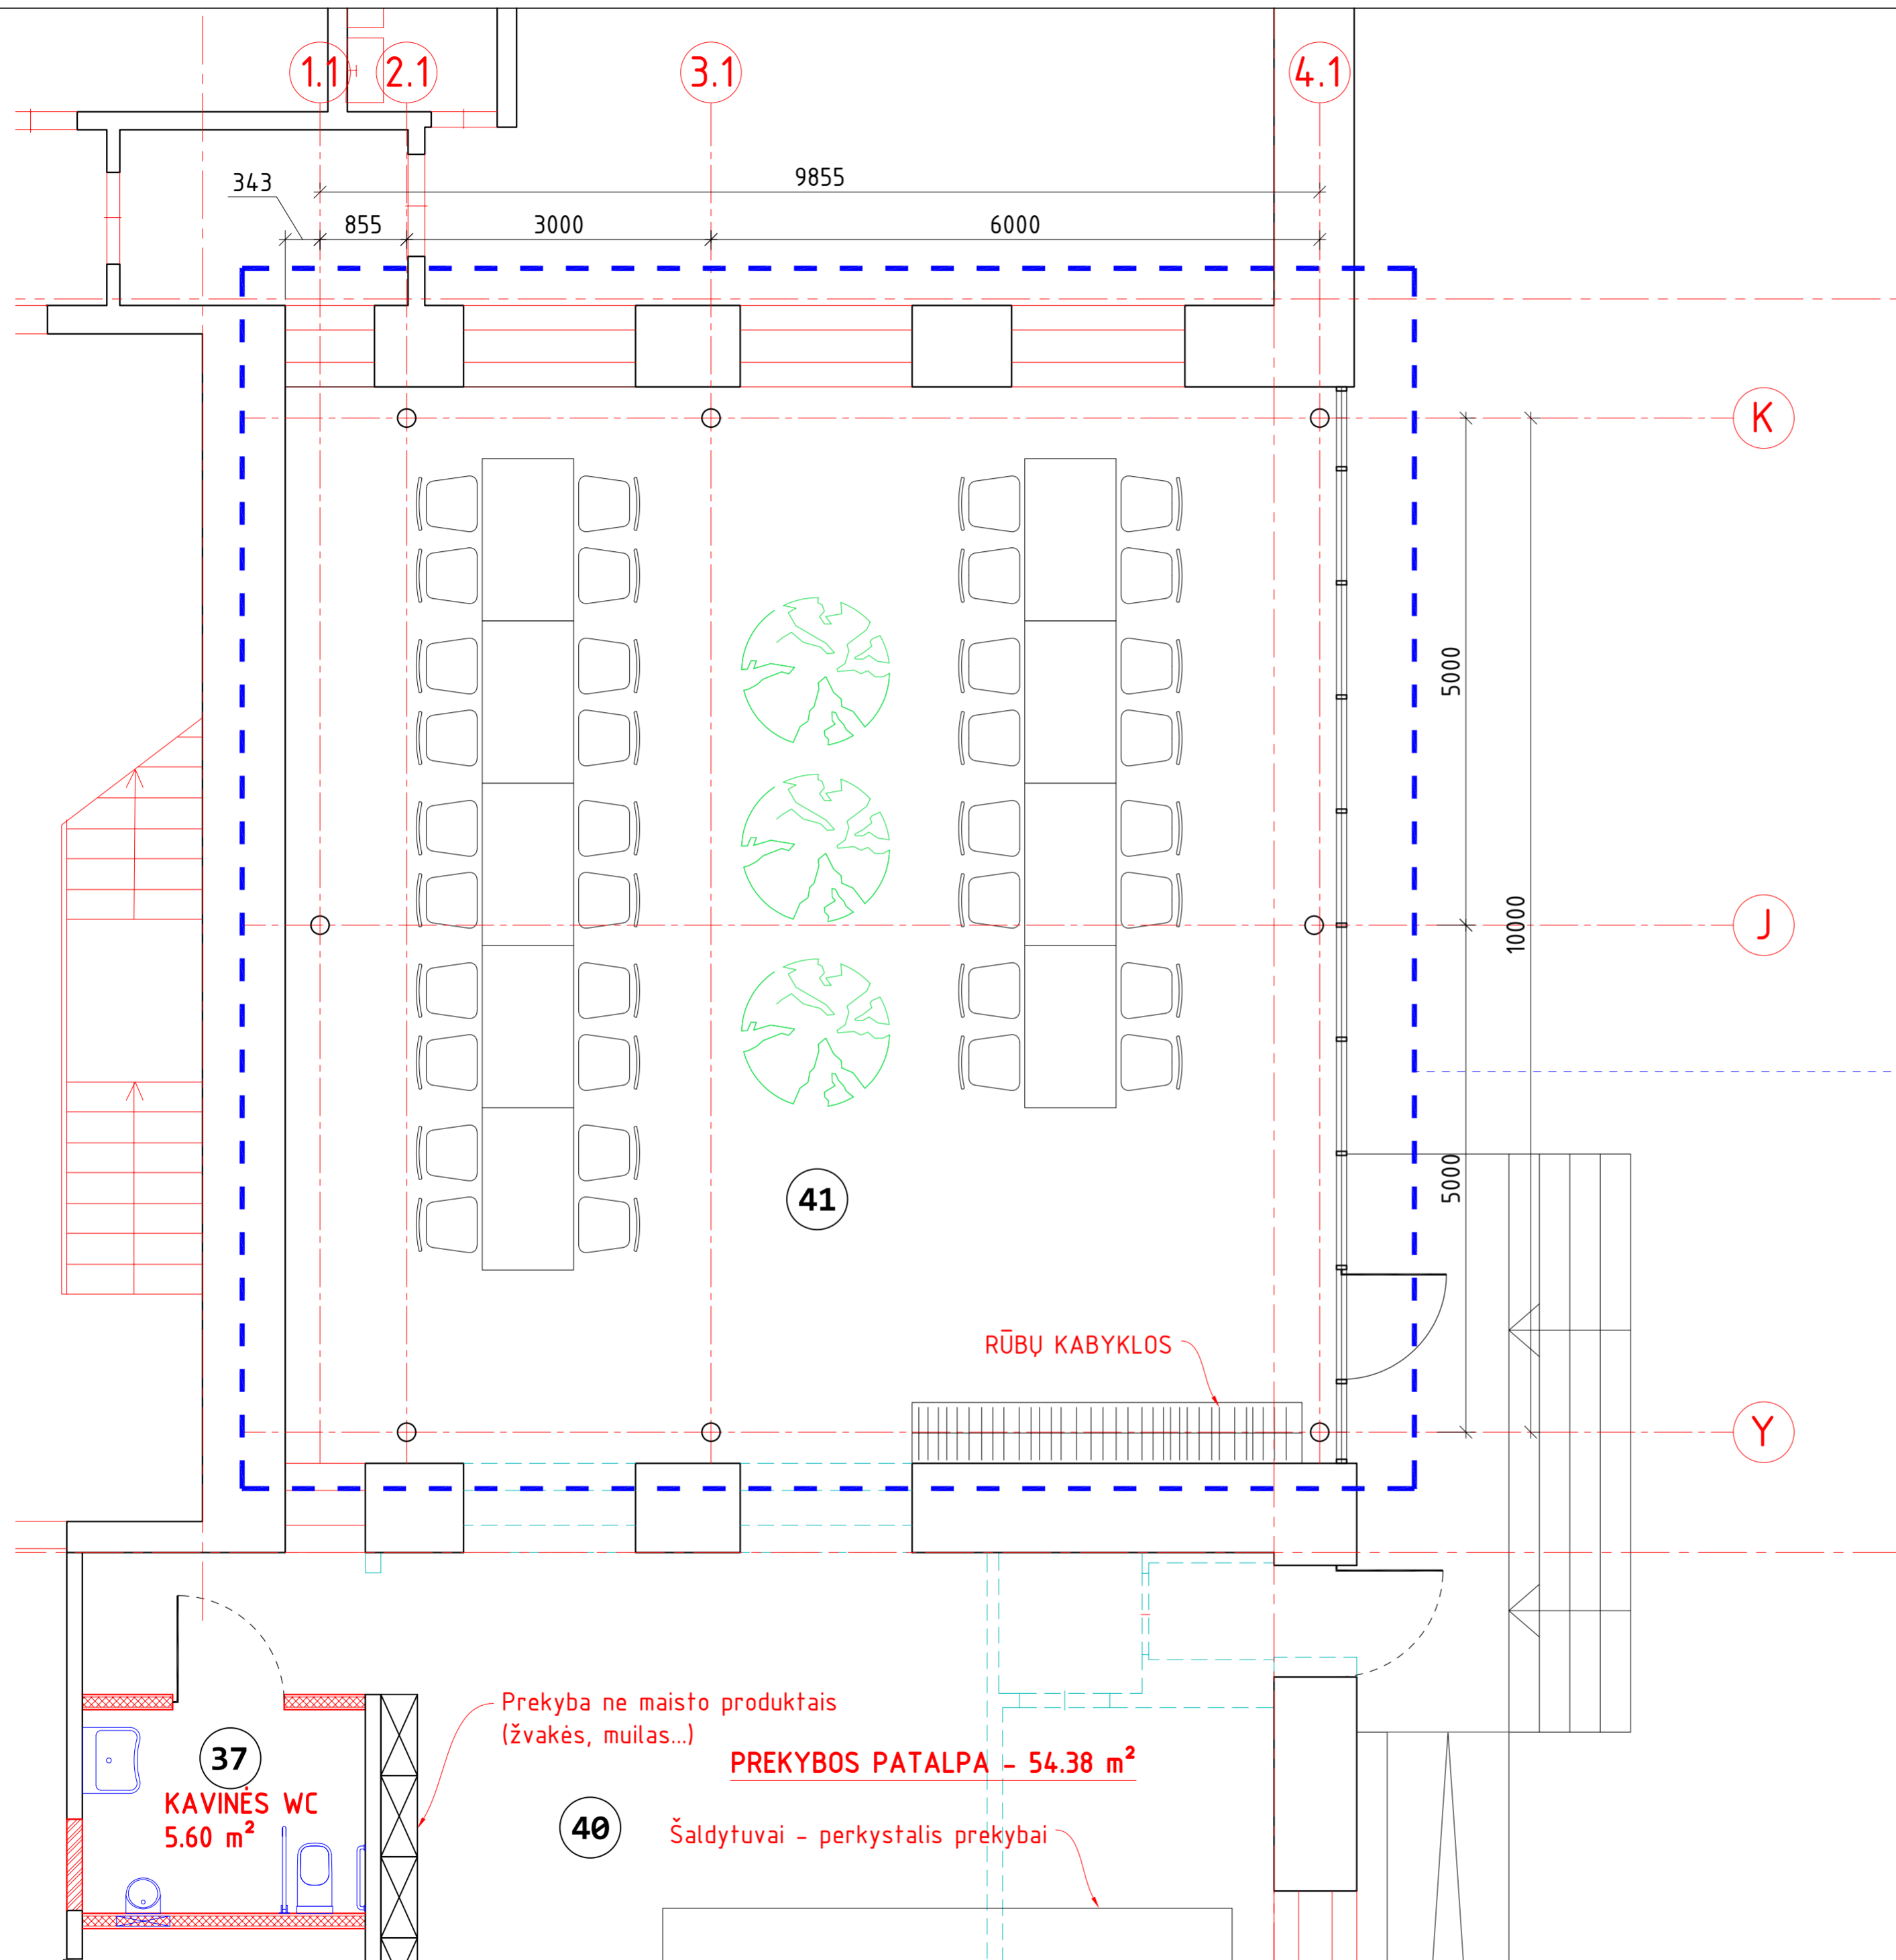 1.1
2.1
3.1
4.1
9855
343
855
3000
6000
K
5000
J
10000
5000
41
RŪBŲ KABYKLOS
Y
Prekyba ne maisto produktais
(žvakės, muilas...)
37
PREKYBOS PATALPA - 54.38 m²
KAVINĖS WC
5.60 m²
40
Šaldytuvai - perkystalis prekybai